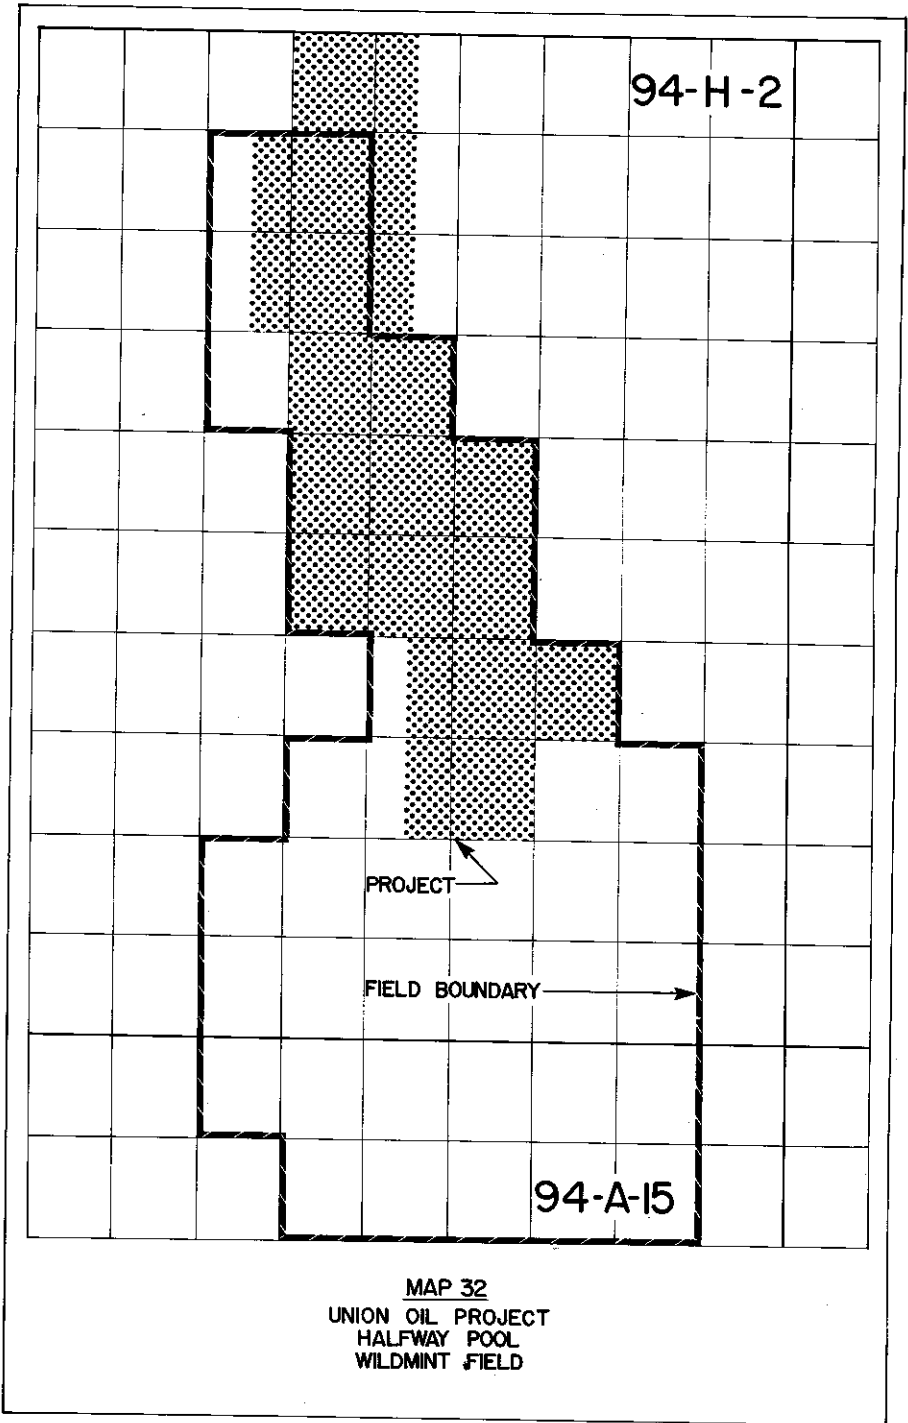 94-H-2
PROJECT
FIELD BOUNDARY
94-A-15
MAP 32
UNION OIL PROJECT
HALFWAY POOL
WILDMINT FIELD